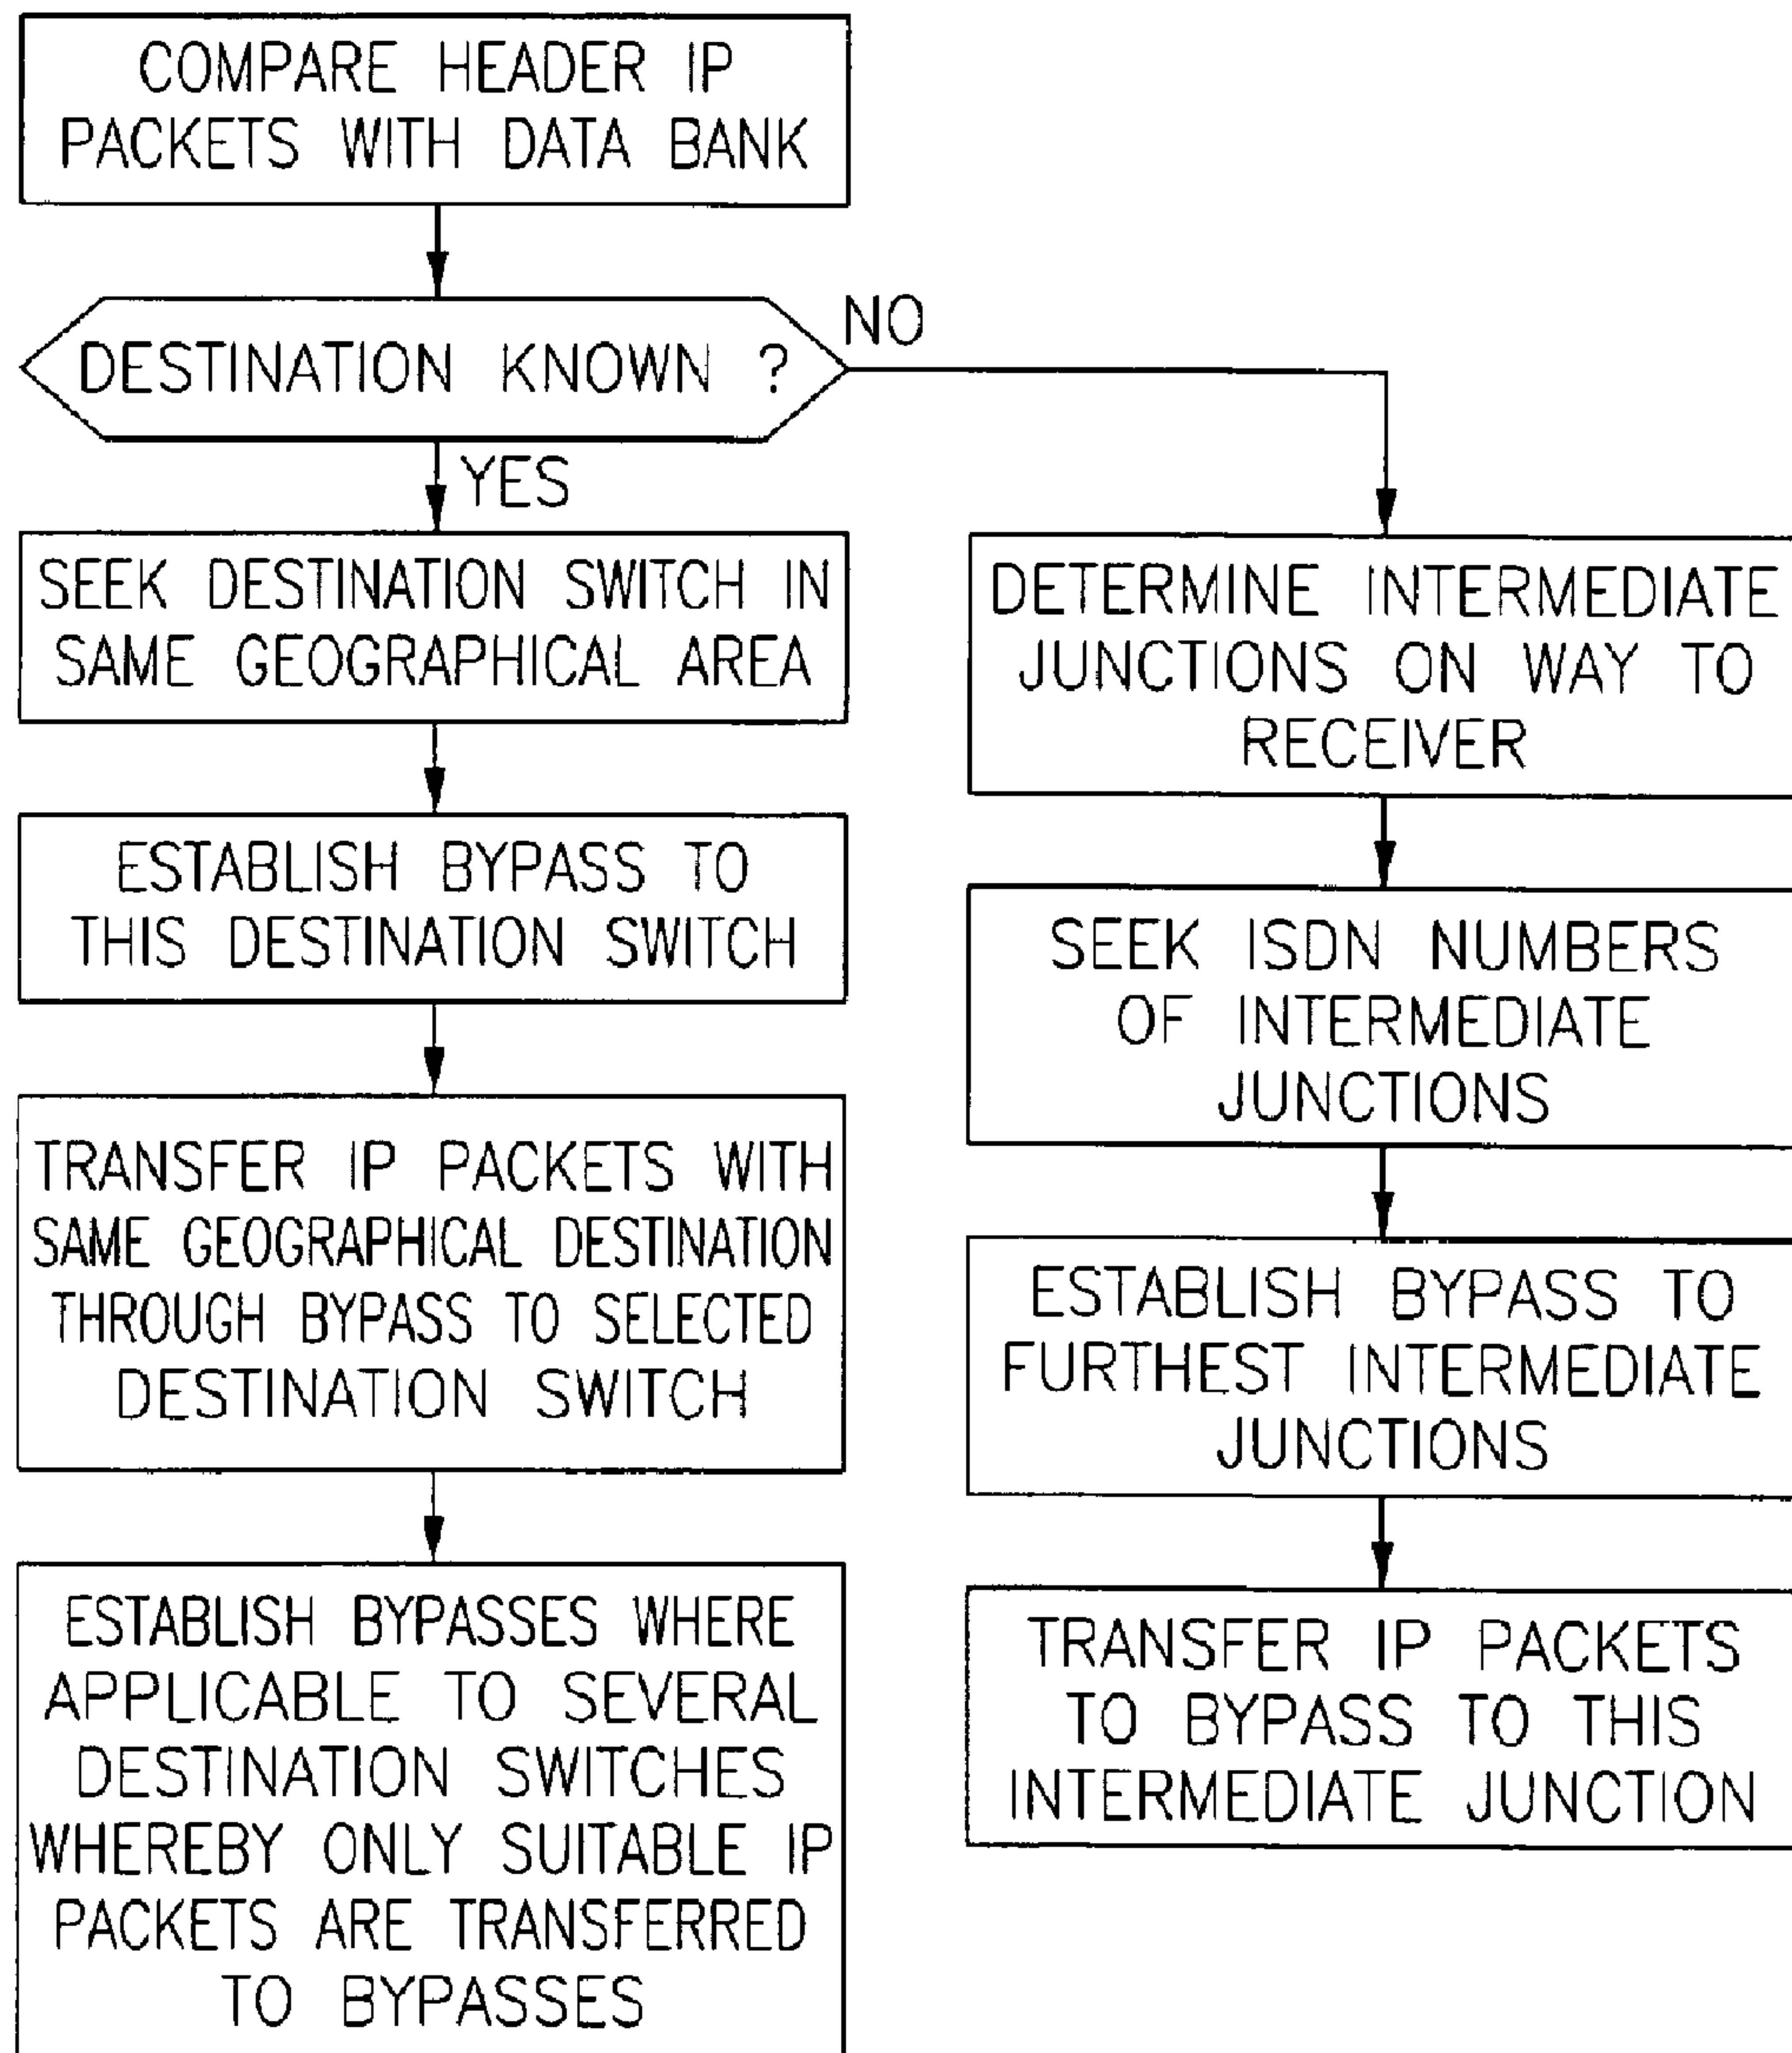 COMPARE HEADER IP
PACKETS WITH DATA BANK
DESTINATION KNOWN ?
NO
YES
SEEK DESTINATION SWITCH IN
SAME GEOGRAPHICAL AREA
ESTABLISH BYPASS TO
THIS DESTINATION SWITCH
TRANSFER IP PACKETS WITH
SAME GEOGRAPHICAL DESTINATION
THROUGH BYPASS TO SELECTED
DESTINATION SWITCH
ESTABLISH BYPASSES WHERE
APPLICABLE TO SEVERAL
DESTINATION SWITCHES
WHEREBY ONLY SUITABLE IP
PACKETS ARE TRANSFERRED
TO BYPASSES
DETERMINE INTERMEDIATE
JUNCTIONS ON WAY TO
RECEIVER
SEEK ISDN NUMBERS
OF INTERMEDIATE
JUNCTIONS
ESTABLISH BYPASS TO
FURTHEST INTERMEDIATE
JUNCTIONS
TRANSFER IP PACKETS
TO BYPASS TO THIS
INTERMEDIATE JUNCTION